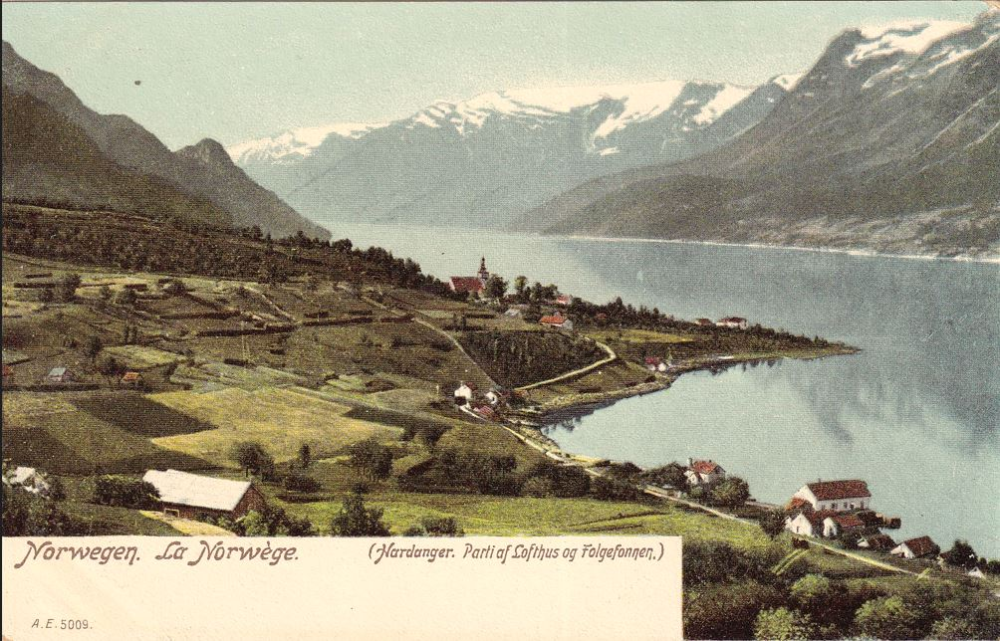 Norwegen. La Norwège. (Hardanger. Parti af Lofthus og Folgefonnen.)
A.E. 5009.